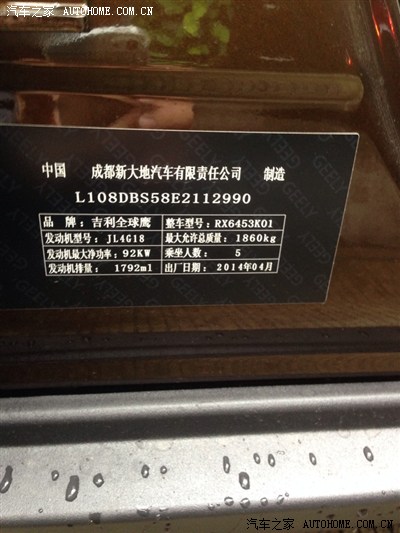 汽车之家 AUTOHOME.COM.CN
中国 成都新大地汽车有限责任公司 制造
L108DBS58E2112990
品 牌:吉利全球鹰 整车型号:RX6453K01
发动机型号:JL4G18 最大允许总质量:1860kg
发动机最大净功率:92KW 乘坐人数:5
发动机排量:1792ml 出厂日期:2014年04月
汽车之家 AUTOHOME.COM.CN